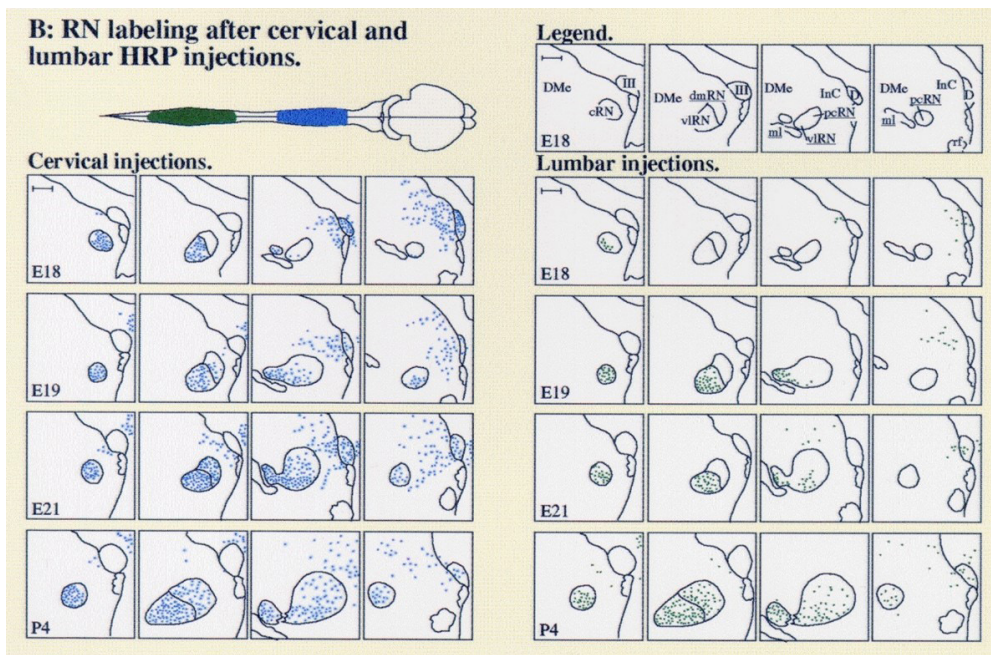 B: RN labeling after cervical and
lumbar HRP injections.
Legend.
DMe
III
cRN
E18
DMe
dmRN
III
vlRN
DMe
InC
D
pcRN
ml
vlRN
DMe
InC
D
pcRN
ml
rf
Cervical injections.
E18
E19
E21
P4
Lumbar injections.
E18
E19
E21
P4